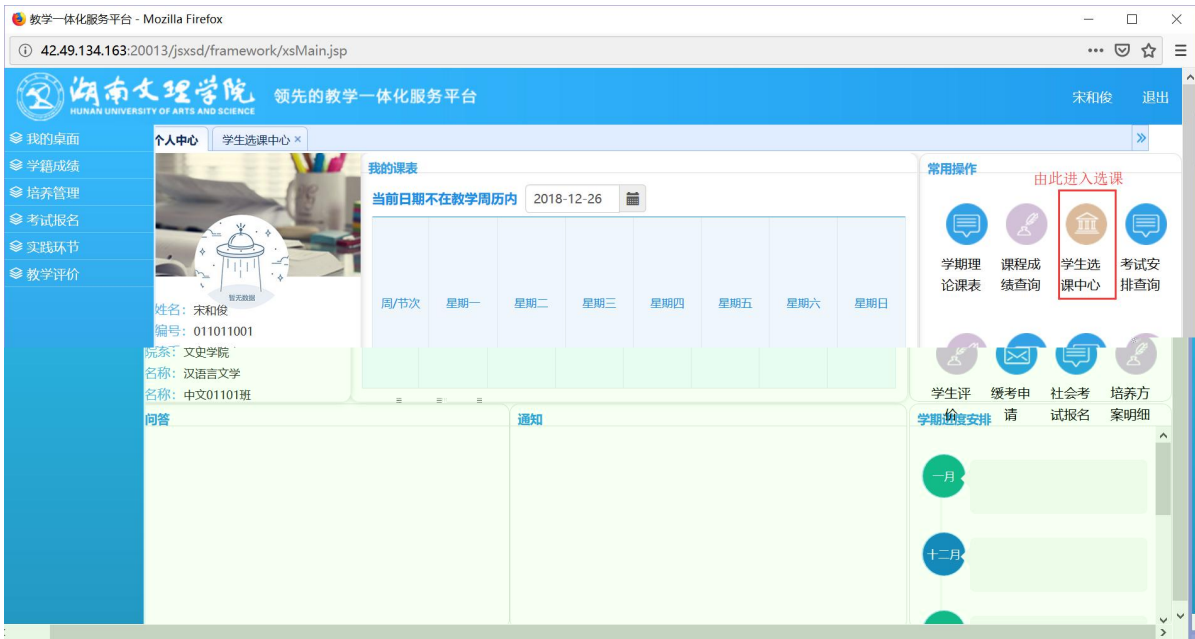 教学一体化服务平台 - Mozilla Firefox
42.49.134.163:20013/jsxsd/framework/xsMain.jsp
湖南文理学院
HUNAN UNIVERSITY OF ARTS AND SCIENCE
领先的教学一体化服务平台
宋和俊 退出
我的桌面
学籍成绩
培养管理
考试报名
实践环节
教学评价
个人中心 学生选课中心 ×
暂无数据
姓名：宋和俊
编号：011011001
院系：文史学院
名称：汉语言文学
名称：中文01101班
我的课表
当前日期不在教学周历内 2018-12-26
周/节次 星期一 星期二 星期三 星期四 星期五 星期六 星期日
常用操作
由此进入选课
学期理论课表
课程成绩查询
学生选课中心
考试安排查询
学生评价
缓考申请
社会考试报名
培养方案明细
问答
通知
学期进度安排
一月
十二月